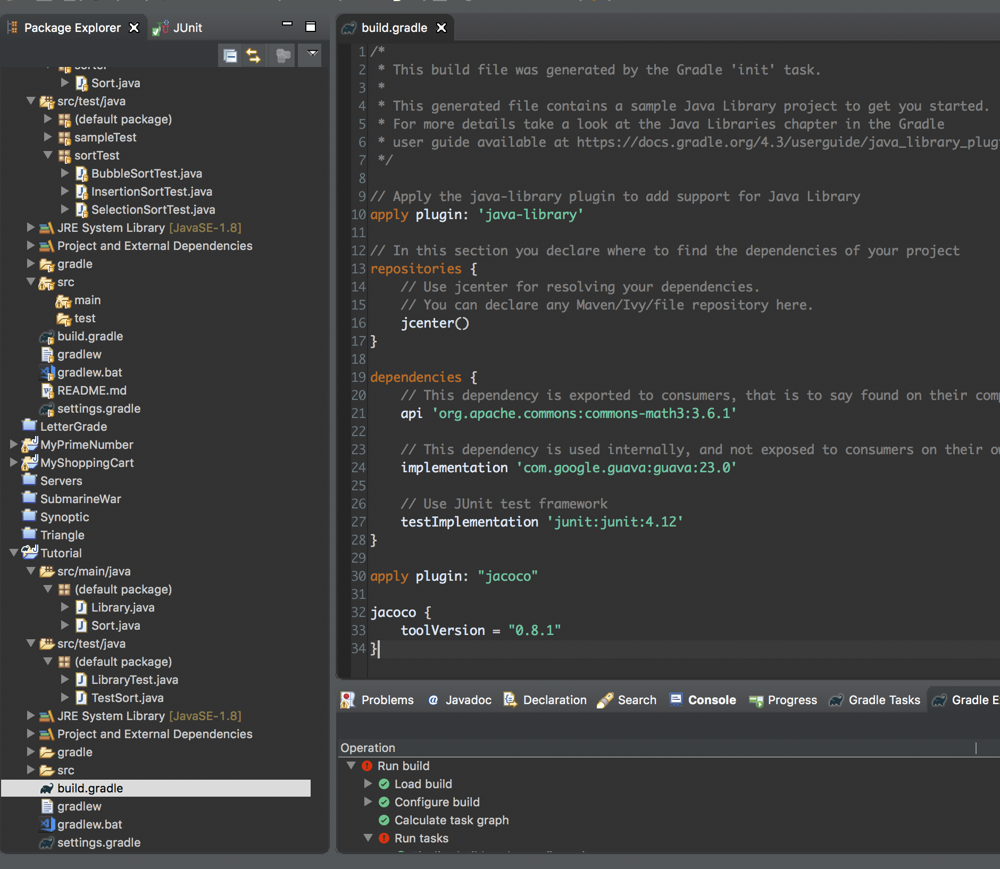 Package Explorer
JUnit
Sort.java
src/test/java
(default package)
sampleTest
sortTest
BubbleSortTest.java
InsertionSortTest.java
SelectionSortTest.java
JRE System Library [JavaSE-1.8]
Project and External Dependencies
gradle
src
main
test
build.gradle
gradlew
gradlew.bat
README.md
settings.gradle
LetterGrade
MyPrimeNumber
MyShoppingCart
Servers
SubmarineWar
Synoptic
Triangle
Tutorial
src/main/java
(default package)
Library.java
Sort.java
src/test/java
(default package)
LibraryTest.java
TestSort.java
JRE System Library [JavaSE-1.8]
Project and External Dependencies
gradle
src
build.gradle
gradlew
gradlew.bat
settings.gradle
build.gradle
1 /*
2  * This build file was generated by the Gradle 'init' task.
3  *
4  * This generated file contains a sample Java Library project to get you started.
5  * For more details take a look at the Java Libraries chapter in the Gradle
6  * user guide available at https://docs.gradle.org/4.3/userguide/java_library_plug
7  */
8
9 // Apply the java-library plugin to add support for Java Library
10 apply plugin: 'java-library'
11
12 // In this section you declare where to find the dependencies of your project
13 repositories {
14     // Use jcenter for resolving your dependencies.
15     // You can declare any Maven/Ivy/file repository here.
16     jcenter()
17 }
18
19 dependencies {
20     // This dependency is exported to consumers, that is to say found on their
21     api 'org.apache.commons:commons-math3:3.6.1'
22
23     // This dependency is used internally, and not exposed to consumers on their
24     implementation 'com.google.guava:guava:23.0'
25
26     // Use JUnit test framework
27     testImplementation 'junit:junit:4.12'
28 }
29
30 apply plugin: "jacoco"
31
32 jacoco {
33     toolVersion = "0.8.1"
34 }
Problems @ Javadoc Declaration Search Console Progress Gradle Tasks Gradle
Operation
Run build
Load build
Configure build
Calculate task graph
Run tasks